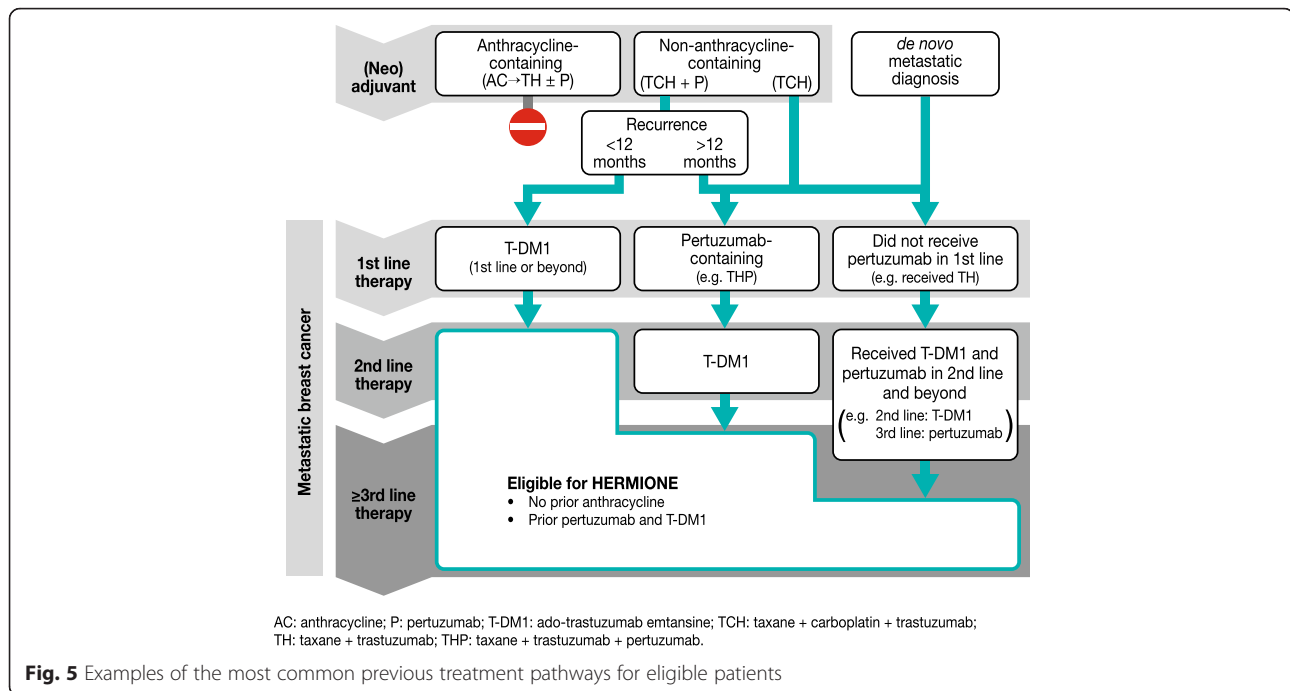 (Neo)
adjuvant
Anthracycline-
containing
(AC→TH ± P)
Non-anthracycline-
containing
(TCH + P) (TCH)
de novo
metastatic
diagnosis
Recurrence
<12 >12
months months
Metastatic breast cancer
1st line
therapy
T-DM1
(1st line or beyond)
Pertuzumab-
containing
(e.g. THP)
Did not receive
pertuzumab in 1st line
(e.g. received TH)
2nd line
therapy
T-DM1
Received T-DM1 and
pertuzumab in 2nd line
and beyond
(e.g. 2nd line: T-DM1
3rd line: pertuzumab)
≥3rd line
therapy
Eligible for HERMIONE
• No prior anthracycline
• Prior pertuzumab and T-DM1
AC: anthracycline; P: pertuzumab; T-DM1: ado-trastuzumab emtansine; TCH: taxane + carboplatin + trastuzumab;
TH: taxane + trastuzumab; THP: taxane + trastuzumab + pertuzumab.
Fig. 5 Examples of the most common previous treatment pathways for eligible patients